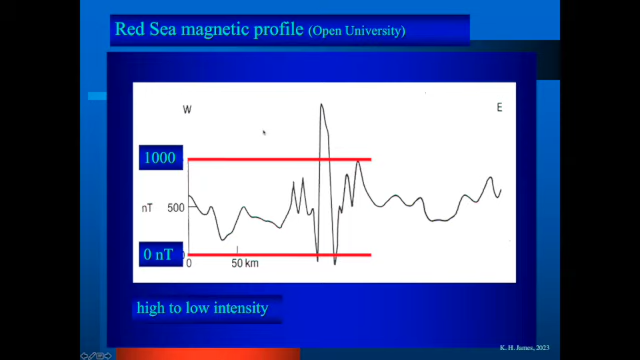 Red Sea magnetic profile (Open University)
W
E
1000
nT 500
0 nT
0
50 km
high to low intensity
K. H. James, 2023